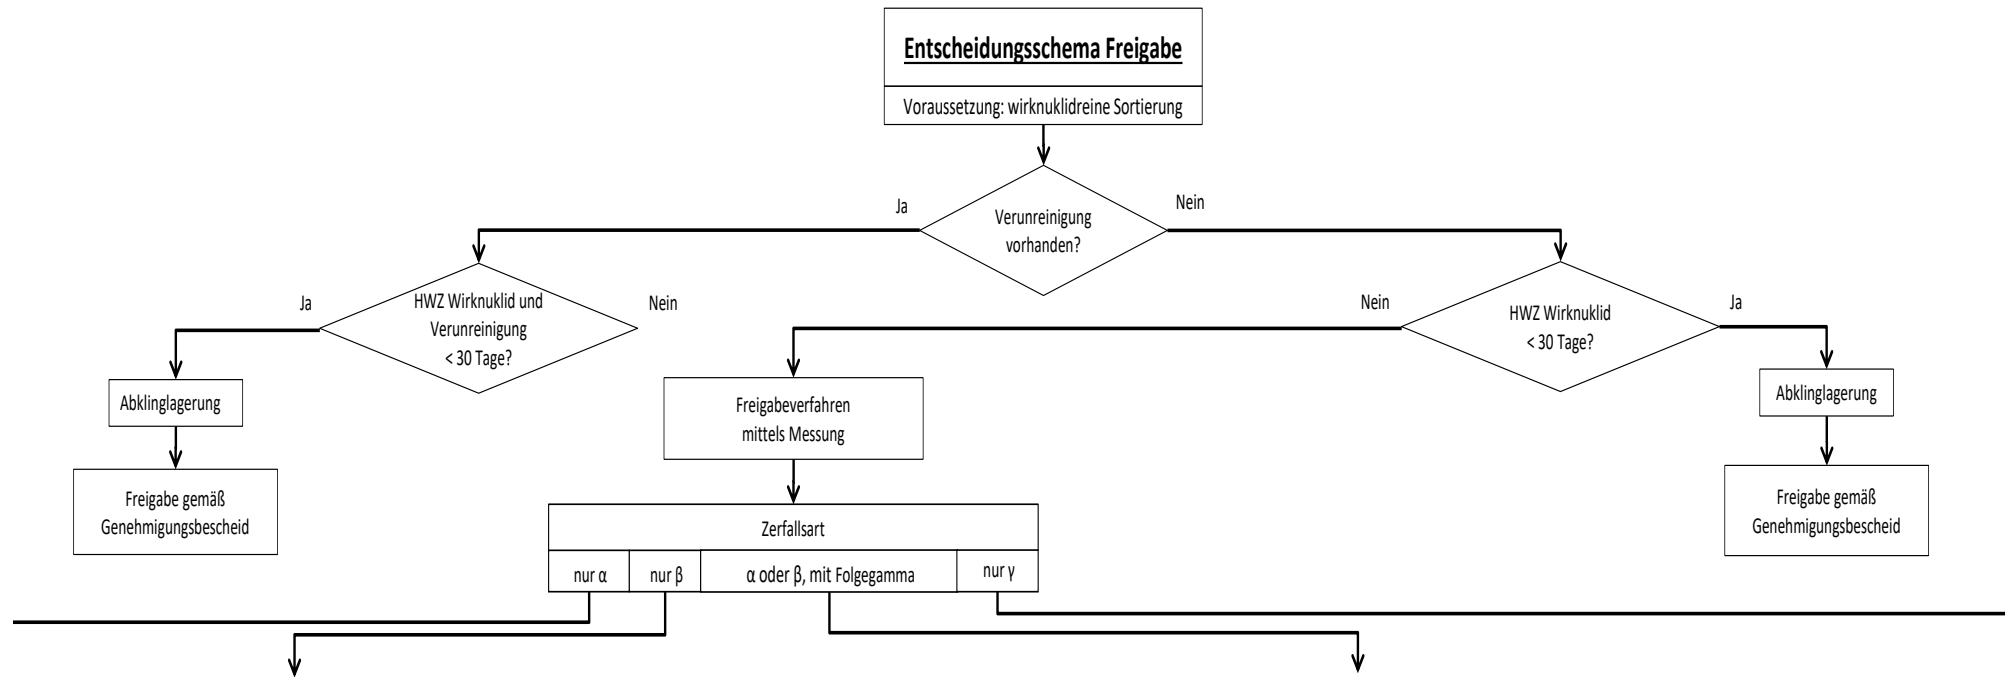 Entscheidungsschema Freigabe
Voraussetzung: wirknuklidreine Sortierung
Ja
Verunreinigung
vorhanden?
Nein
Ja
HWZ Wirknuklid und
Verunreinigung
< 30 Tage?
Nein
Nein
HWZ Wirknuklid
< 30 Tage?
Ja
Abklinglagerung
Freigabe gemäß
Genehmigungsbescheid
Freigabeverfahren
mittels Messung
Abklinglagerung
Freigabe gemäß
Genehmigungsbescheid
Zerfallsart
nur α
nur β
α oder β, mit Folgegamma
nur γ